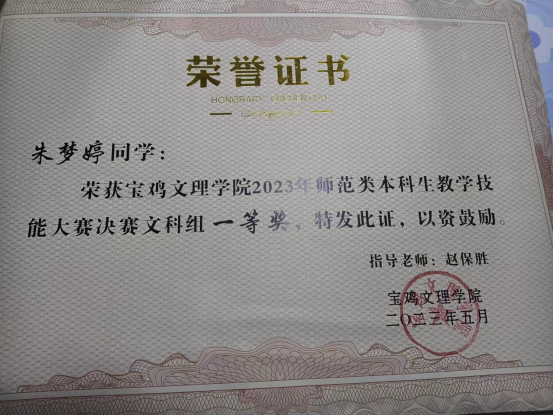 荣誉证书
HONORARY
朱梦婷同学：
荣获宝鸡文理学院2023年师范类本科生教学技
能大赛决赛文科组一等奖，特发此证，以资鼓励。
指导老师：赵保胜
宝鸡文理学院
二〇二三年五月